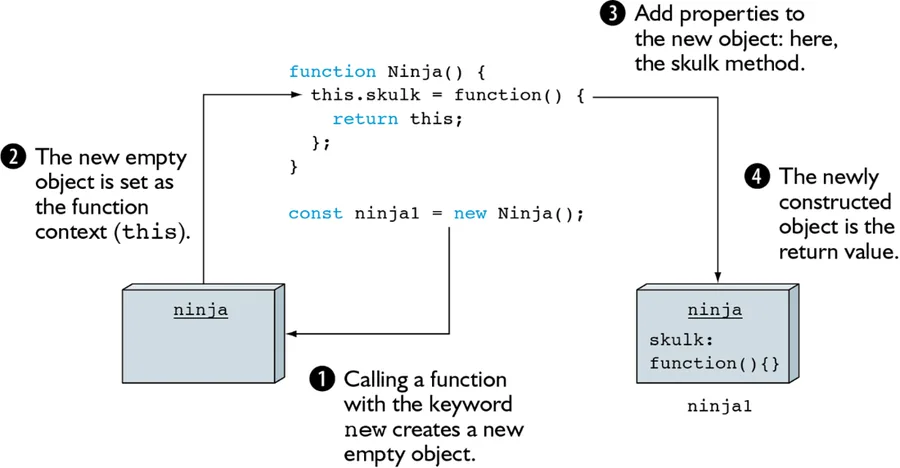 3 Add properties to
the new object: here,
the skulk method.
function Ninja() {
this.skulk = function() {
return this;
};
}
const ninja1 = new Ninja();
2 The new empty
object is set as
the function
context (this).
4 The newly
constructed
object is the
return value.
ninja
ninja
skulk:
function(){}
ninja1
1 Calling a function
with the keyword
new creates a new
empty object.